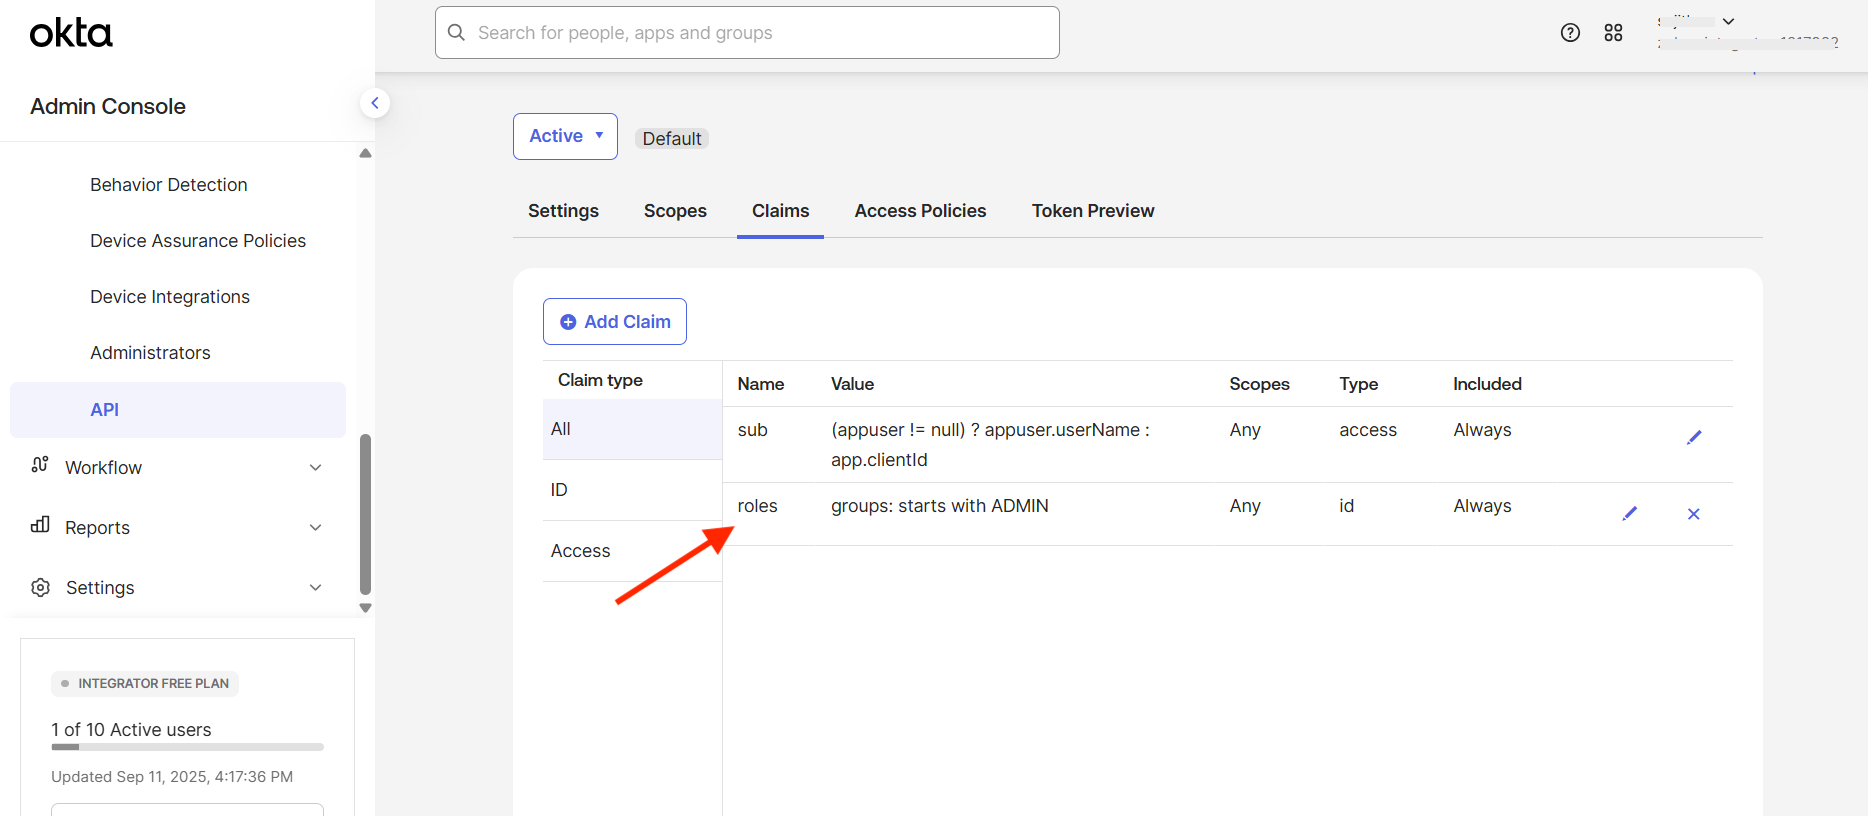 okta
Search for people, apps and groups
Admin Console
Behavior Detection
Device Assurance Policies
Device Integrations
Administrators
API
Workflow
Reports
Settings
INTEGRATOR FREE PLAN
1 of 10 Active users
Updated Sep 11, 2025, 4:17:36 PM
Active
Default
Settings
Scopes
Claims
Access Policies
Token Preview
Add Claim
Claim type
All
ID
Access
Name Value Scopes Type Included
sub (appuser != null) ? appuser.userName : Any access Always
app.clientId
roles groups: starts with ADMIN Any id Always